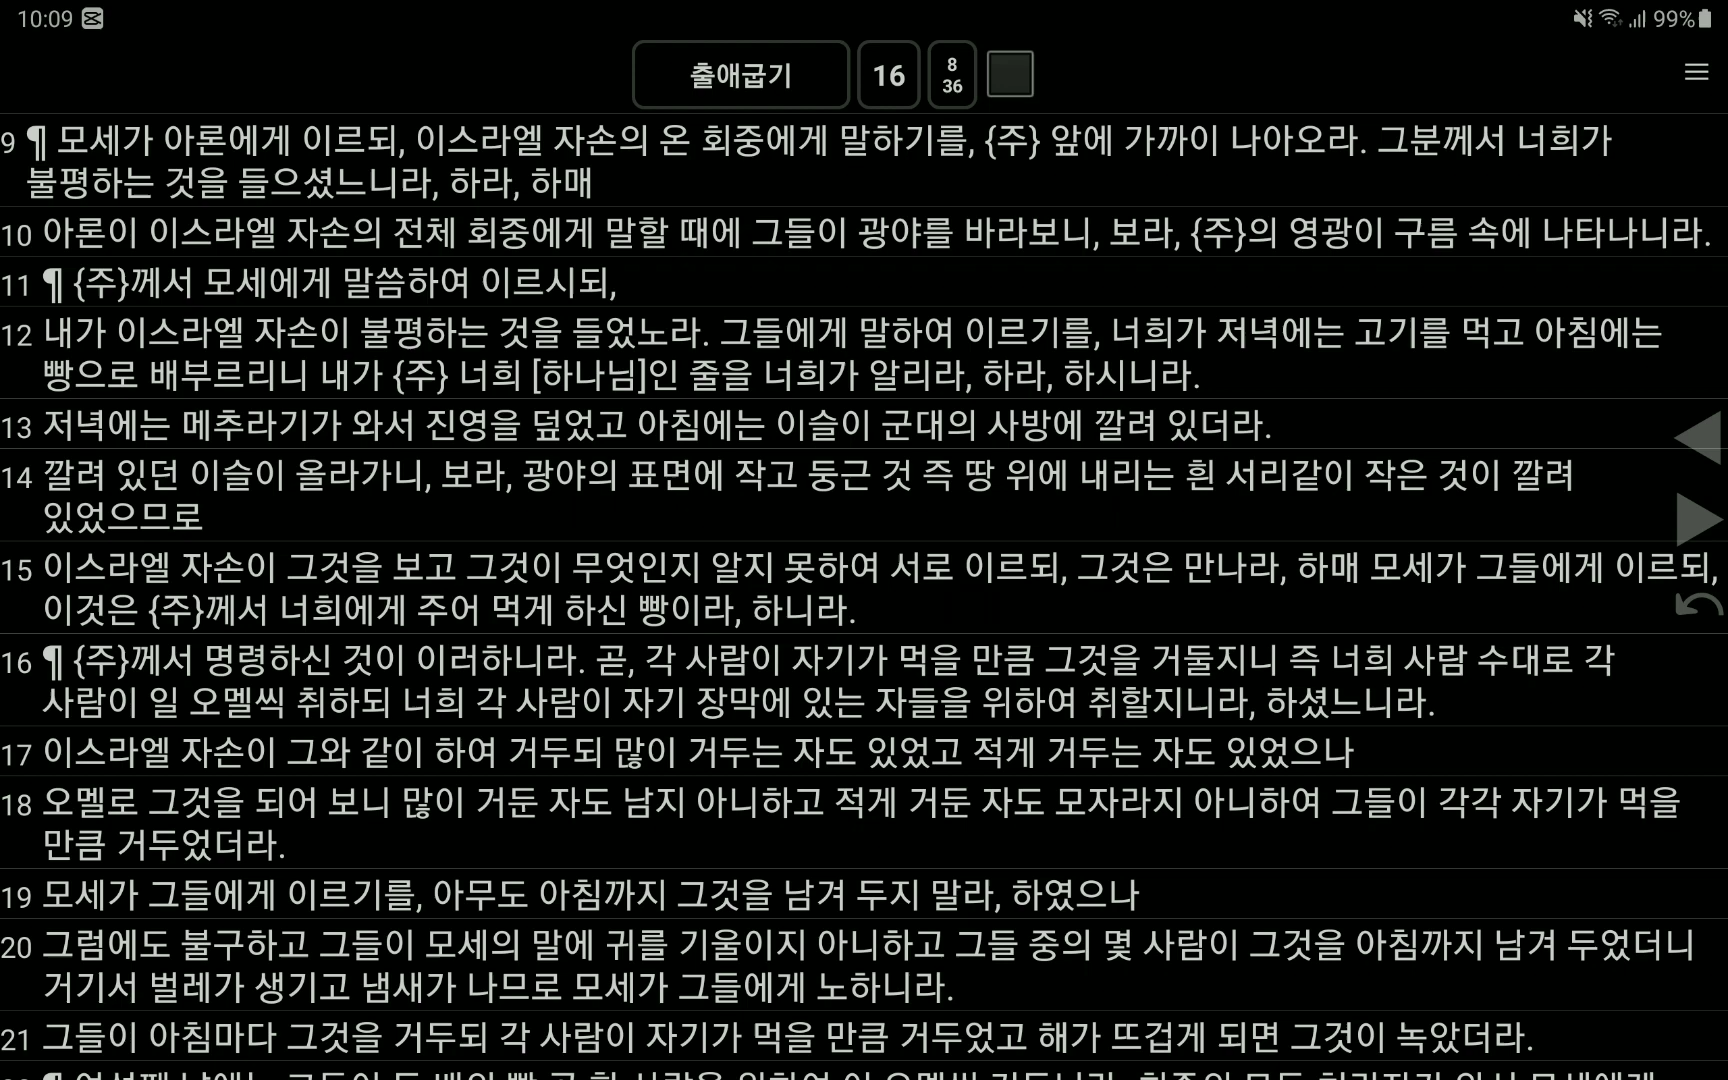 10:09
99%
출애굽기 16 8 36
9 ¶ 모세가 아론에게 이르되, 이스라엘 자손의 온 회중에게 말하기를, {주} 앞에 가까이 나아오라. 그분께서 너희가
불평하는 것을 들으셨느니라, 하라, 하매
10 아론이 이스라엘 자손의 전체 회중에게 말할 때에 그들이 광야를 바라보니, 보라, {주}의 영광이 구름 속에 나타나니라.
11 ¶ {주}께서 모세에게 말씀하여 이르시되,
12 내가 이스라엘 자손이 불평하는 것을 들었노라. 그들에게 말하여 이르기를, 너희가 저녁에는 고기를 먹고 아침에는
빵으로 배부르리니 내가 {주} 너희 [하나님]인 줄을 너희가 알리라, 하라, 하시니라.
13 저녁에는 메추라기가 와서 진영을 덮었고 아침에는 이슬이 군대의 사방에 깔려 있더라.
14 깔려 있던 이슬이 올라가니, 보라, 광야의 표면에 작고 둥근 것 즉 땅 위에 내리는 흰 서리같이 작은 것이 깔려
있었으므로
15 이스라엘 자손이 그것을 보고 그것이 무엇인지 알지 못하여 서로 이르되, 그것은 만나라, 하매 모세가 그들에게 이르되,
이것은 {주}께서 너희에게 주어 먹게 하신 빵이라, 하니라.
16 ¶ {주}께서 명령하신 것이 이러하니라. 곧, 각 사람이 자기가 먹을 만큼 그것을 거둘지니 즉 너희 사람 수대로 각
사람이 일 오멜씩 취하되 너희 각 사람이 자기 장막에 있는 자들을 위하여 취할지니라, 하셨느니라.
17 이스라엘 자손이 그와 같이 하여 거두되 많이 거두는 자도 있었고 적게 거두는 자도 있었으나
18 오멜로 그것을 되어 보니 많이 거둔 자도 남지 아니하고 적게 거둔 자도 모자라지 아니하여 그들이 각각 자기가 먹을
만큼 거두었더라.
19 모세가 그들에게 이르기를, 아무도 아침까지 그것을 남겨 두지 말라, 하였으나
20 그럼에도 불구하고 그들이 모세의 말에 귀를 기울이지 아니하고 그들 중의 몇 사람이 그것을 아침까지 남겨 두었더니
거기서 벌레가 생기고 냄새가 나므로 모세가 그들에게 노하니라.
21 그들이 아침마다 그것을 거두되 각 사람이 자기가 먹을 만큼 거두었고 해가 뜨겁게 되면 그것이 녹았더라.